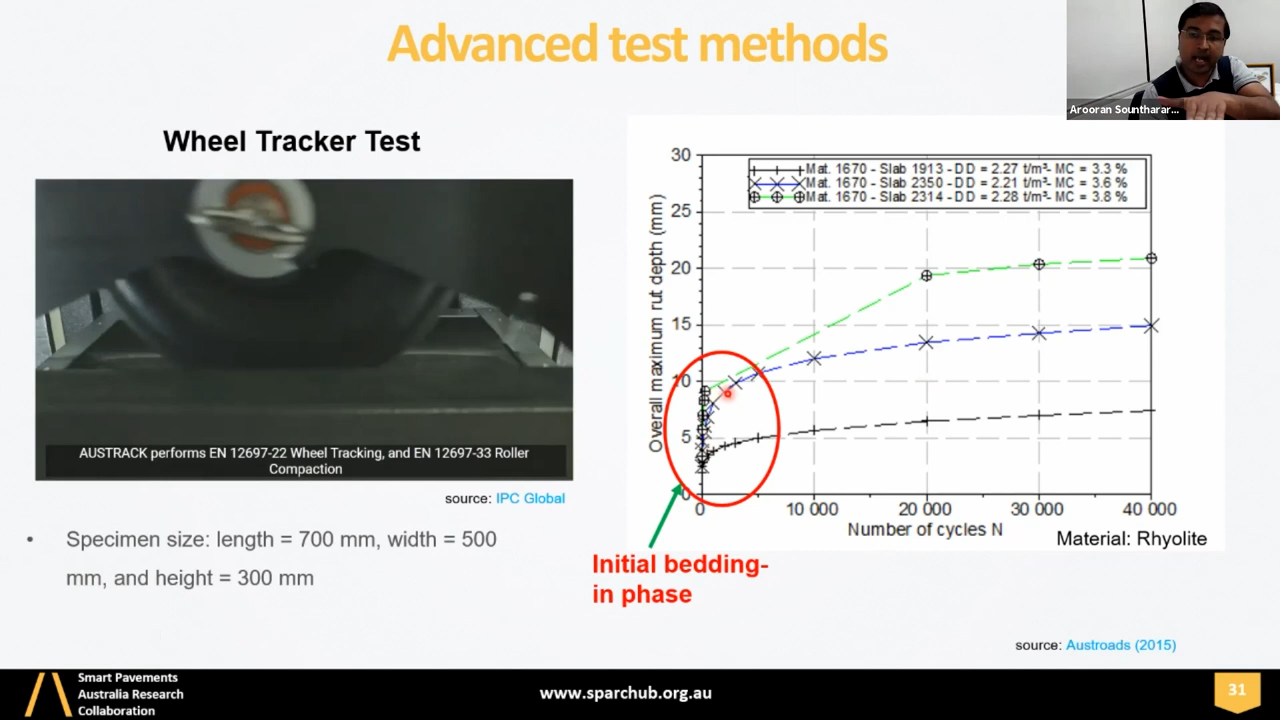 Advanced test methods
Arooran Sountharar...
Wheel Tracker Test
AUSTRACK performs EN 12697-22 Wheel Tracking, and EN 12697-33 Roller
Compaction
source: IPC Global
• Specimen size: length = 700 mm, width = 500
mm, and height = 300 mm
Overall maximum rut depth (mm)
30
25
20
15
10
5
0
Mat. 1670 - Slab 1913 - DD = 2.27 t/m³- MC = 3.3 %
Mat. 1670 - Slab 2350 - DD = 2.21 t/m³- MC = 3.6 %
Mat. 1670 - Slab 2314 - DD = 2.28 t/m³- MC = 3.8 %
0 10 000 20 000 30 000 40 000
Number of cycles N
Material: Rhyolite
Initial bedding-
in phase
source: Austroads (2015)
Smart Pavements
Australia Research
Collaboration
www.sparchub.org.au
31